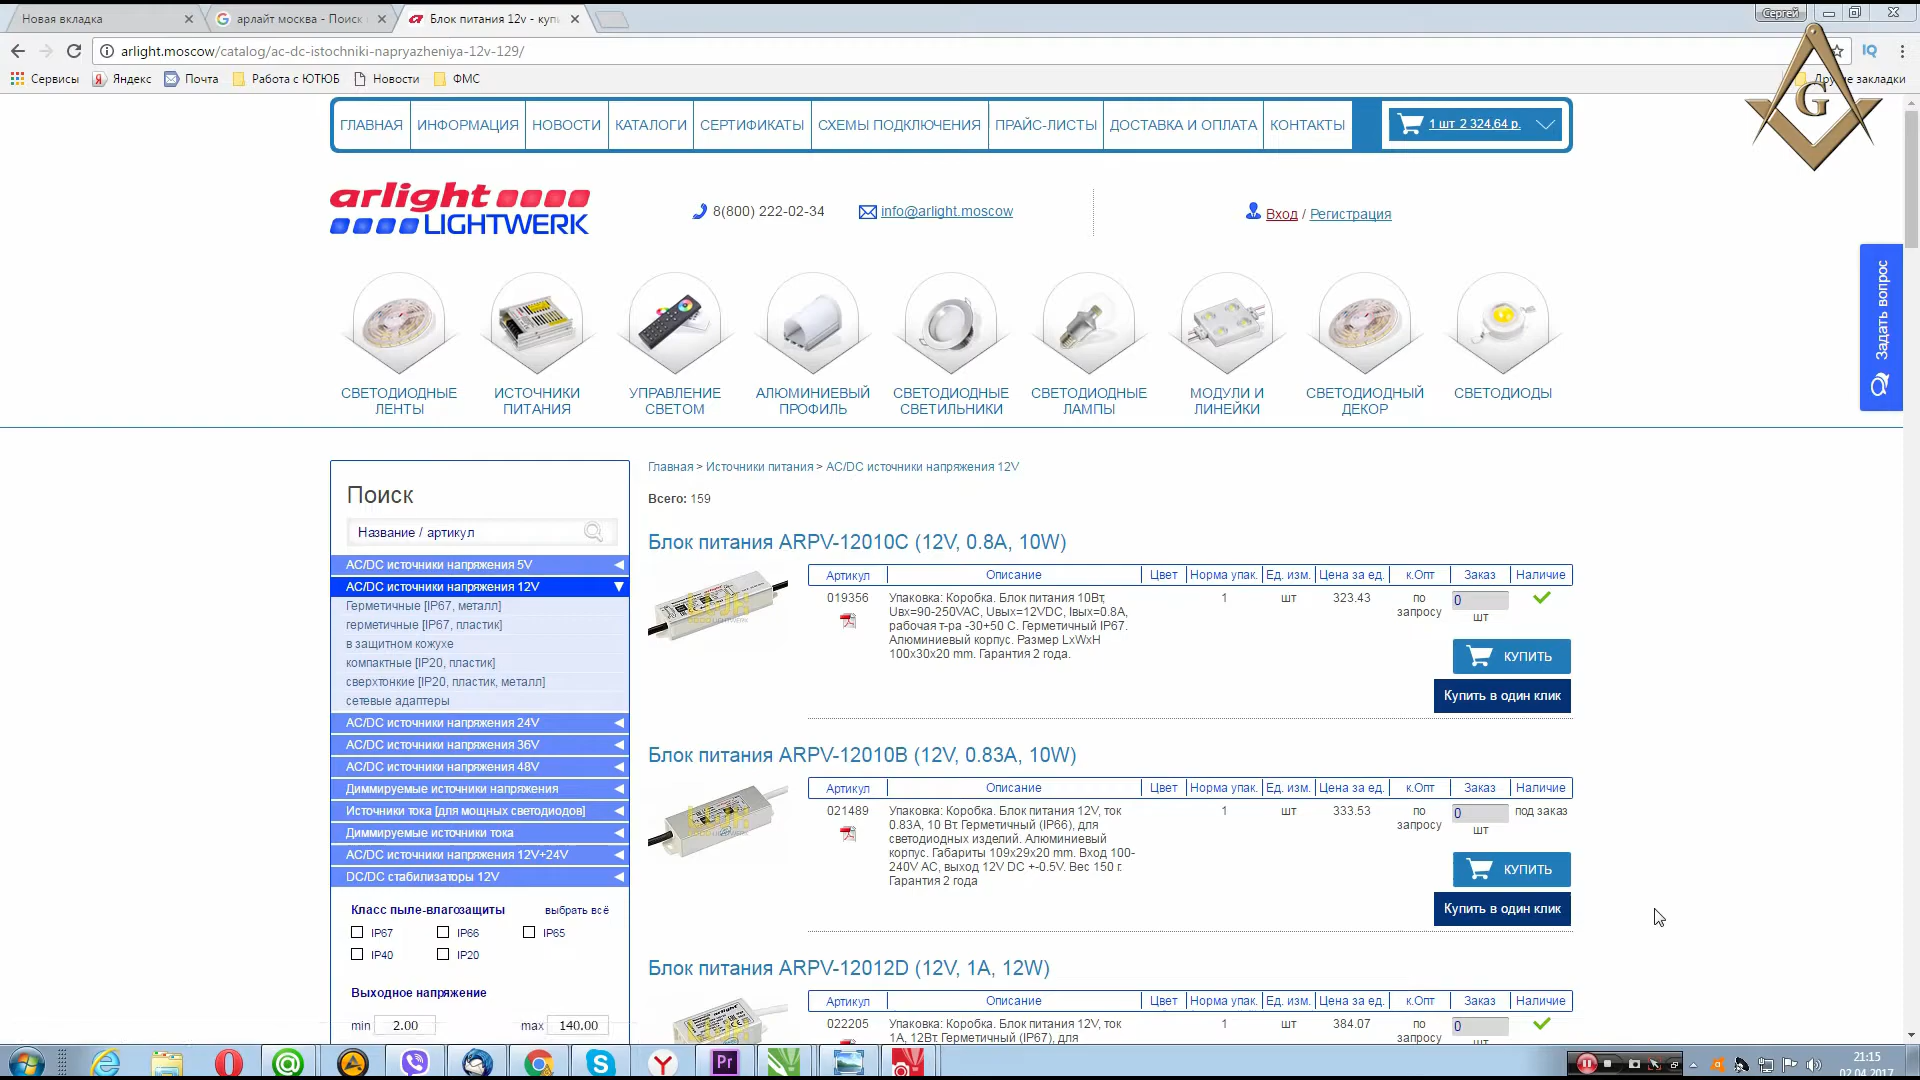 Новая вкладка
арлайт москва - Поиск
Блок питания 12v - купи
Сергей
arlight.moscow/catalog/ac-dc-istochniki-napryazheniya-12v-129/
Сервисы
Яндекс
Почта
Работа с ЮТЮБ
Новости
ФМС
Другие закладки
ГЛАВНАЯ
ИНФОРМАЦИЯ
НОВОСТИ
КАТАЛОГИ
СЕРТИФИКАТЫ
СХЕМЫ ПОДКЛЮЧЕНИЯ
ПРАЙС-ЛИСТЫ
ДОСТАВКА И ОПЛАТА
КОНТАКТЫ
1 шт 2 324,64 р.
G
arlight
LIGHTWERK
8(800) 222-02-34
info@arlight.moscow
Вход / Регистрация
Задать вопрос
СВЕТОДИОДНЫЕ
ЛЕНТЫ
ИСТОЧНИКИ
ПИТАНИЯ
УПРАВЛЕНИЕ
СВЕТОМ
АЛЮМИНИЕВЫЙ
ПРОФИЛЬ
СВЕТОДИОДНЫЕ
СВЕТИЛЬНИКИ
СВЕТОДИОДНЫЕ
ЛАМПЫ
МОДУЛИ И
ЛИНЕЙКИ
СВЕТОДИОДНЫЙ
ДЕКОР
СВЕТОДИОДЫ
Поиск
Название / артикул
AC/DC источники напряжения 5V
AC/DC источники напряжения 12V
Герметичные [IP67, металл]
герметичные [IP67, пластик]
в защитном кожухе
компактные [IP20, пластик]
сверхтонкие [IP20, пластик, металл]
сетевые адаптеры
AC/DC источники напряжения 24V
AC/DC источники напряжения 36V
AC/DC источники напряжения 48V
Диммируемые источники напряжения
Источники тока [для мощных светодиодов]
Диммируемые источники тока
AC/DC источники напряжения 12V+24V
DC/DC стабилизаторы 12V
Класс пыле-влагозащиты выбрать всё
IP67 IP66 IP65
IP40 IP20
Выходное напряжение
min 2.00 max 140.00
Главная > Источники питания > AC/DC источники напряжения 12V
Всего: 159
Блок питания ARPV-12010C (12V, 0.8A, 10W)
Артикул Описание Цвет Норма упак. Ед. изм. Цена за ед. к.Опт Заказ Наличие
019356
Упаковка: Коробка. Блок питания 10Вт,
Uвх=90-250VAC, Uвых=12VDC, Iвых=0.8A,
рабочая т-ра -30+50 C. Герметичный IP67.
Алюминиевый корпус. Размер LxWxH
100x30x20 mm. Гарантия 2 года.
1 шт 323.43
по
запросу
0
шт
КУПИТЬ
Купить в один клик
Блок питания ARPV-12010B (12V, 0.83A, 10W)
Артикул Описание Цвет Норма упак. Ед. изм. Цена за ед. к.Опт Заказ Наличие
021489
Упаковка: Коробка. Блок питания 12V, ток
0.83A, 10 Вт. Герметичный (IP66), для
светодиодных изделий. Алюминиевый
корпус. Габариты 109x29x20 mm. Вход 100-
240V AC, выход 12V DC +-0.5V. Вес 150 г.
Гарантия 2 года
1 шт 333.53
по
запросу
0
шт
под заказ
КУПИТЬ
Купить в один клик
Блок питания ARPV-12012D (12V, 1A, 12W)
Артикул Описание Цвет Норма упак. Ед. изм. Цена за ед. к.Опт Заказ Наличие
022205
Упаковка: Коробка. Блок питания 12V, ток
1A, 12Вт. Герметичный (IP67), для
1 шт 384.07
по
запросу
0
шт
Pr
21:15
02.04.2017